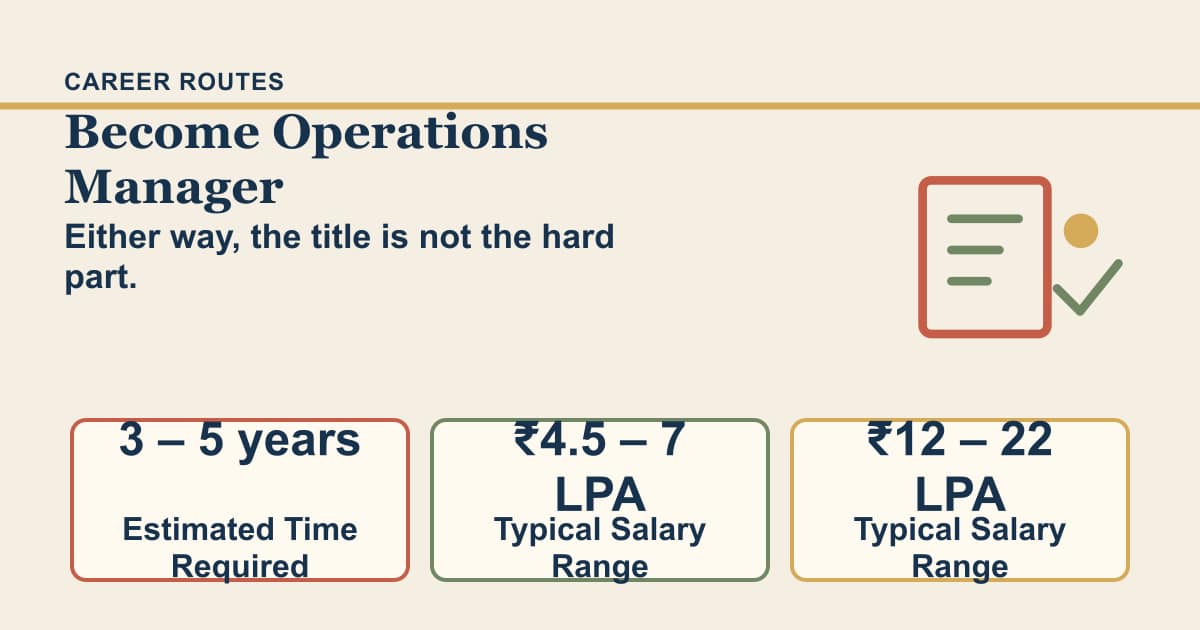 CAREER ROUTES
Become Operations
Manager
Either way, the title is not the hard
part.
3 – 5 years
Estimated Time
Required
₹4.5 – 7
LPA
Typical Salary
Range
₹12 – 22
LPA
Typical Salary
Range